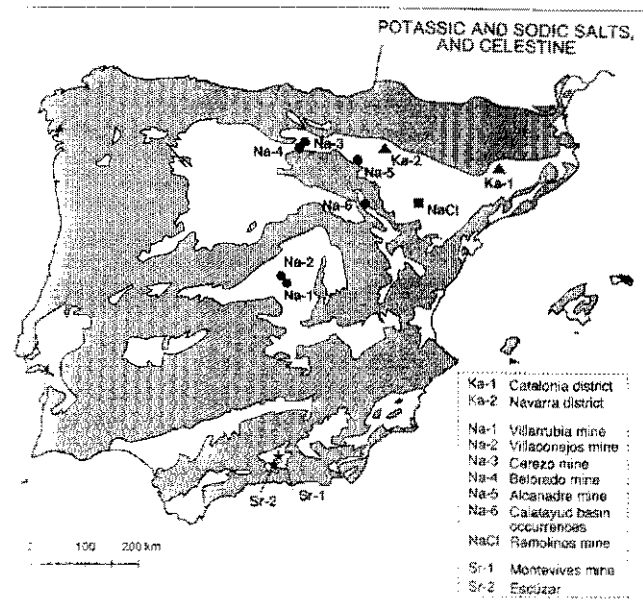 POTASSIC AND SODIC SALTS,
AND CELESTINE
Na-3
Na-4
Ka-2
Na-5
Ka-1
Na-6
NaCl
Na-2
Na-1
Sr-1
Sr-2
100 200 km
Ka-1 Catalonia district
Ka-2 Navarra district
Na-1 Villarrubia mine
Na-2 Villaconejos mine
Na-3 Cerezo mine
Na-4 Belorado mine
Na-5 Alcanadre mine
Na-6 Calatayud basin
occurrences
NaCl Remolinos mine
Sr-1 Montevives mine
Sr-2 Escúzar